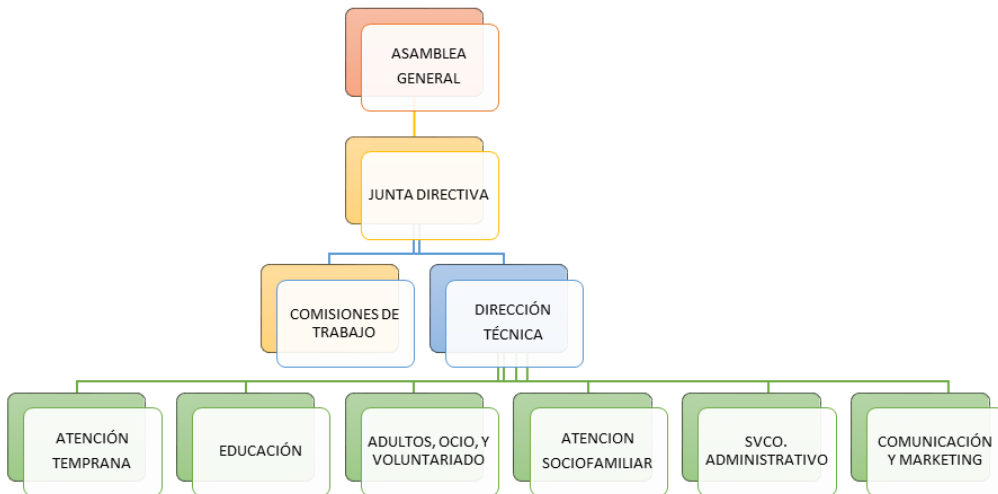 ASAMBLEA
GENERAL
JUNTA DIRECTIVA
COMISIONES DE
TRABAJO
DIRECCIÓN
TÉCNICA
ATENCIÓN
TEMPRANA
EDUCACIÓN
ADULTOS, OCIO, Y
VOLUNTARIADO
ATENCION
SOCIOFAMILIAR
SVCO.
ADMINISTRATIVO
COMUNICACIÓN
Y MARKETING